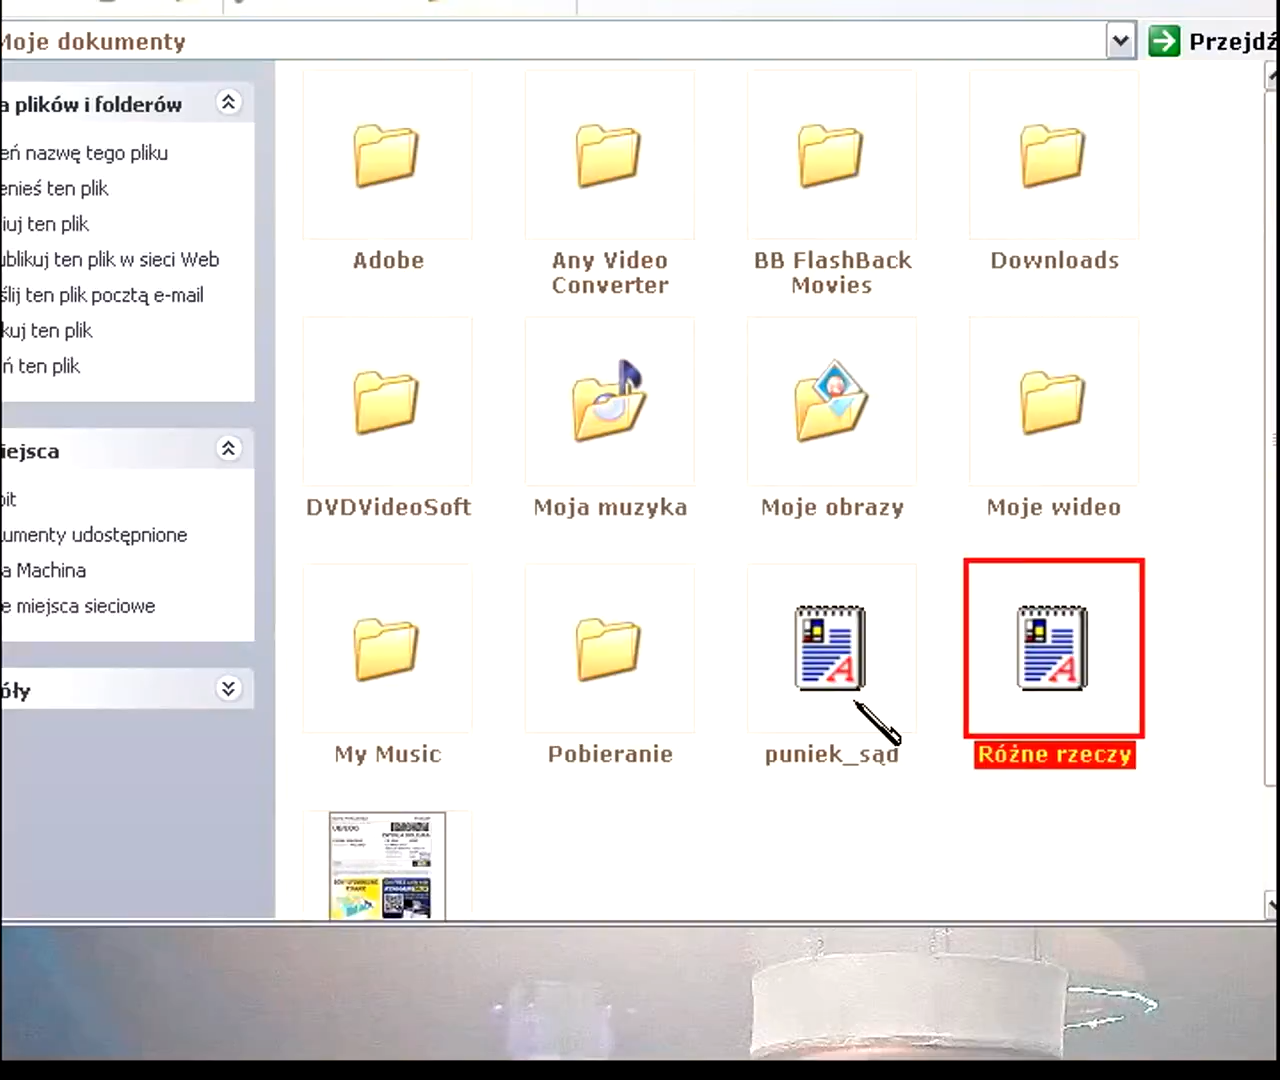 Moje dokumenty
Przejdź
a plików i folderów
eń nazwę tego pliku
enieś ten plik
iuj ten plik
ublikuj ten plik w sieci Web
ślij ten plik pocztą e-mail
kuj ten plik
ń ten plik
iejsca
pit
umenty udostępnione
a Machina
e miejsca sieciowe
óły
Adobe
Any Video
Converter
BB FlashBack
Movies
Downloads
DVDVideoSoft
Moja muzyka
Moje obrazy
Moje wideo
My Music
Pobieranie
puniek_sąd
Różne rzeczy